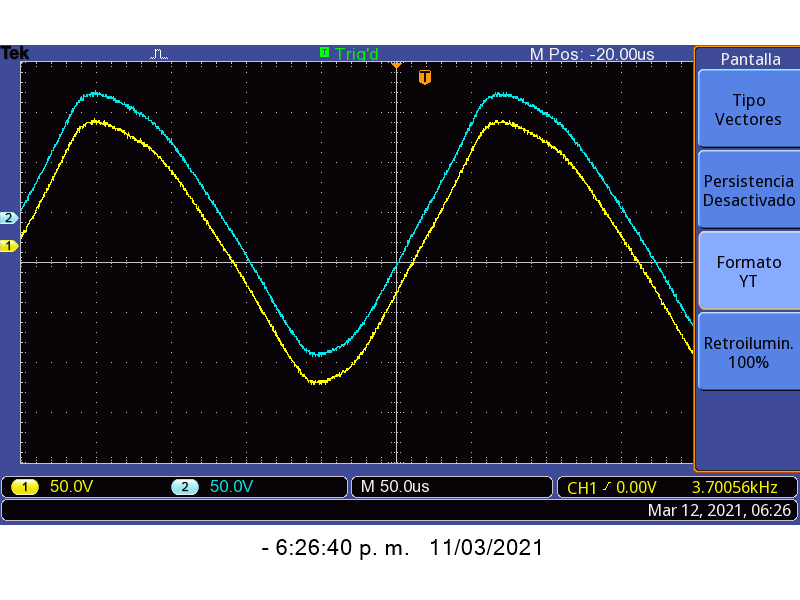 Tek
T Trig'd
M Pos: -20.00us
T
Pantalla
Tipo
Vectores
Persistencia
Desactivado
Formato
YT
Retroilumin.
100%
2
1
1 50.0V
2 50.0V
M 50.0us
CH1 0.00V
3.70056kHz
Mar 12, 2021, 06:26
- 6:26:40 p. m. 11/03/2021